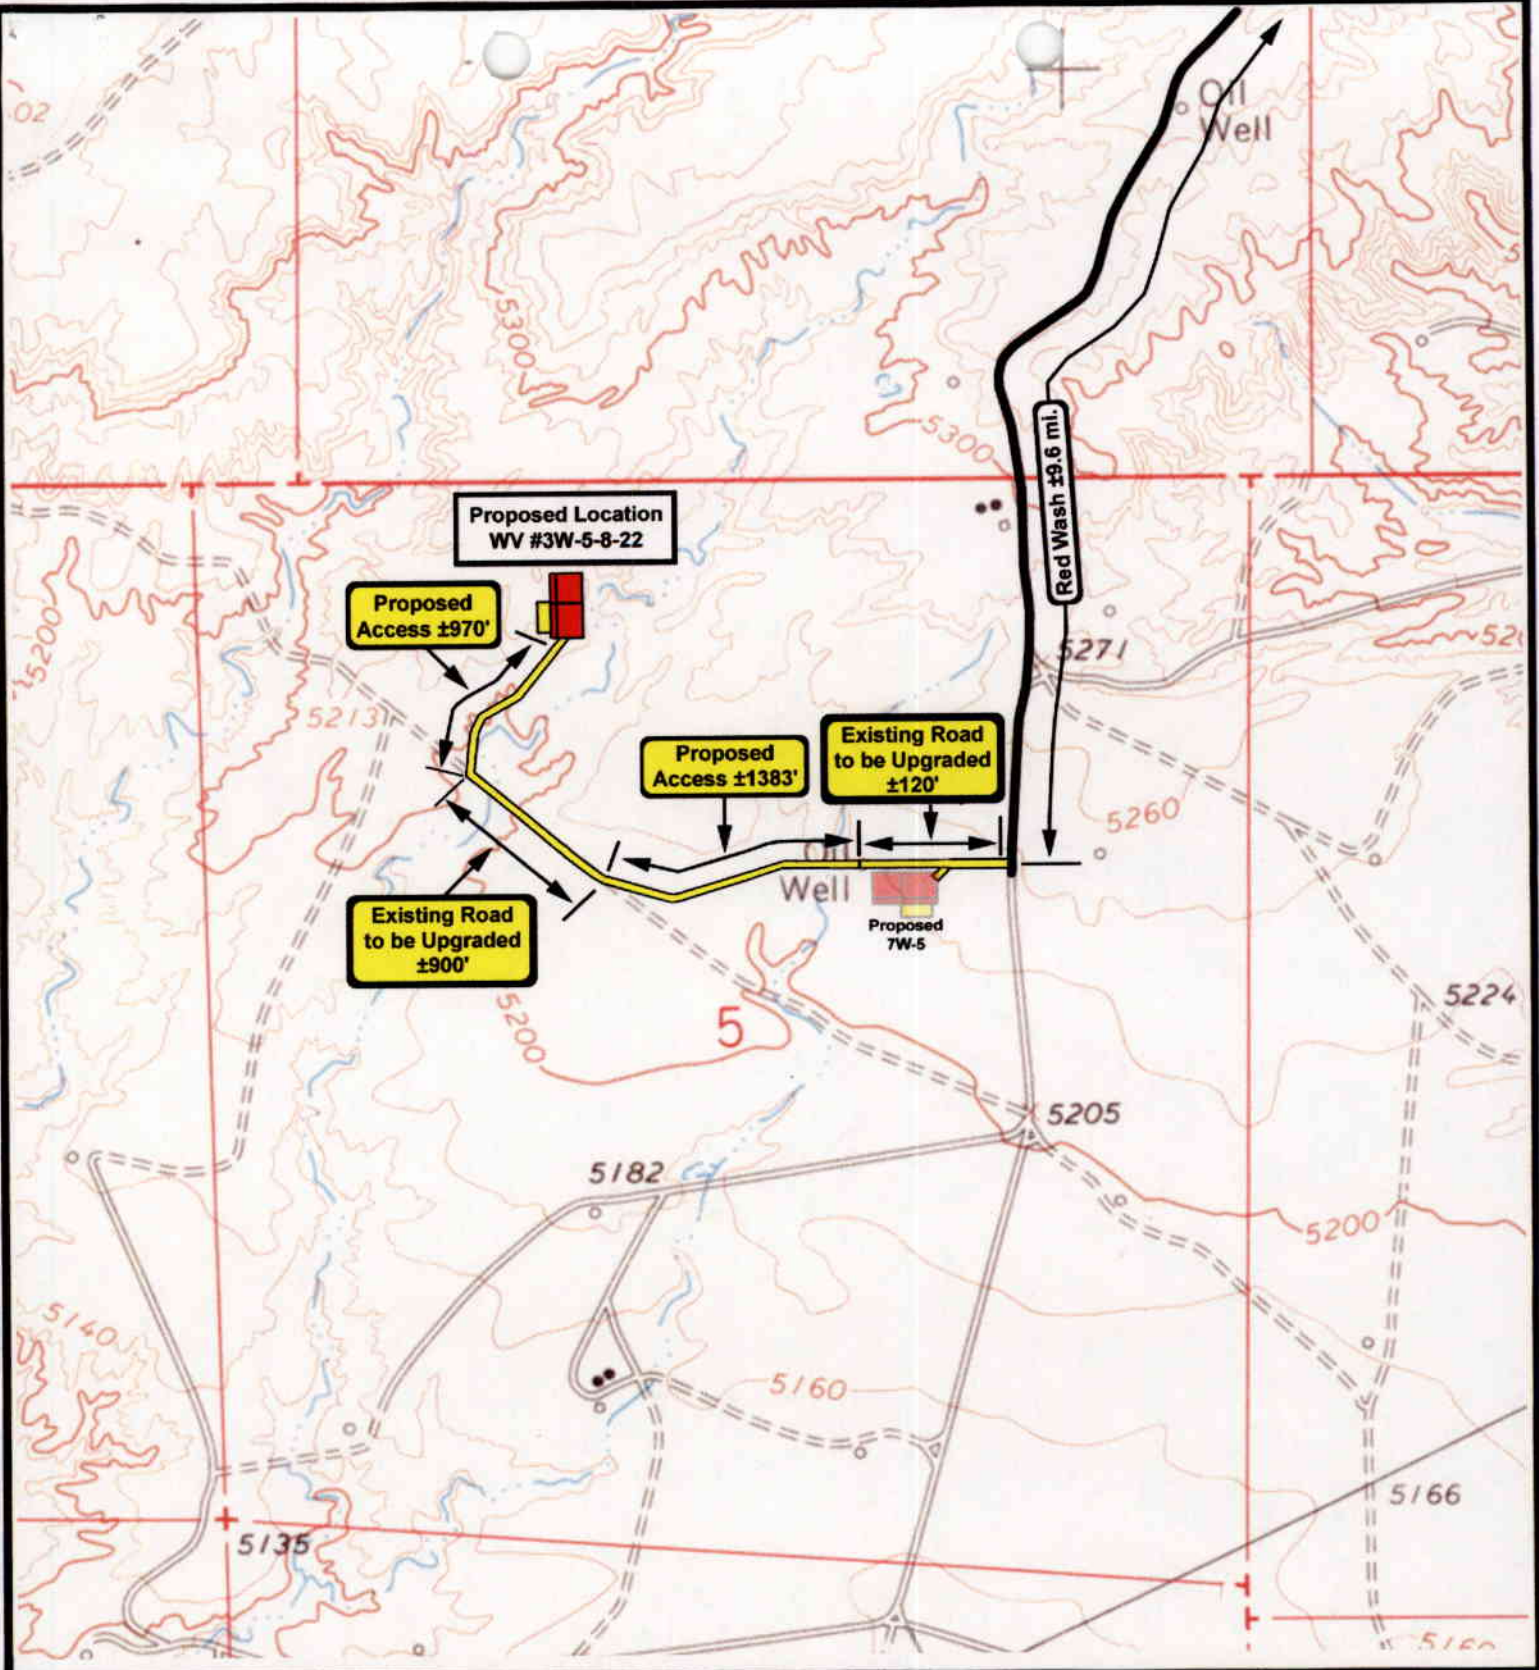 02
Oil
Well
5300
5300
Red Wash ±9.6 mi.
Proposed Location
WV #3W-5-8-22
Proposed
Access ±970'
5200
5271
5213
Proposed
Access ±1383'
Existing Road
to be Upgraded
±120'
5260
Oil
Well
Existing Road
to be Upgraded
±900'
Proposed
7W-5
5224
5200
5
5205
5182
5200
5140
5160
5166
5135